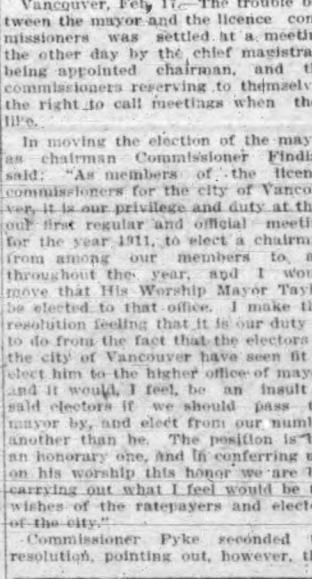 Vancouver, Feb. 17.—The trouble be
tween the mayor and the licence com
missioners was settled at a meetin
the other day by the chief magistra
being appointed chairman, and t
commissioners reserving to themselv
the right to call meetings when the
like.
In moving the election of the may
as chairman Commissioner Findla
said: "As members of the licen
commissioners for the city of Vanco
ver, it is our privilege and duty at th
our first regular and official meeti
for the year 1911, to elect a chairm
from among our members to a
throughout the year, and I wou
move that His Worship Mayor Tayl
be elected to that office. I make th
resolution feeling that it is our duty
to do from the fact that the electors
the city of Vancouver have seen fit
elect him to the higher office of mayo
and it would, I feel, be an insult
said electors if we should pass t
mayor by, and elect from our numb
another than he. The position is
an honorary one, and in conferring u
on his worship this honor we are
carrying out what I feel would be t
wishes of the ratepayers and electo
of the city."
Commissioner Pyke seconded t
resolution, pointing out, however, th